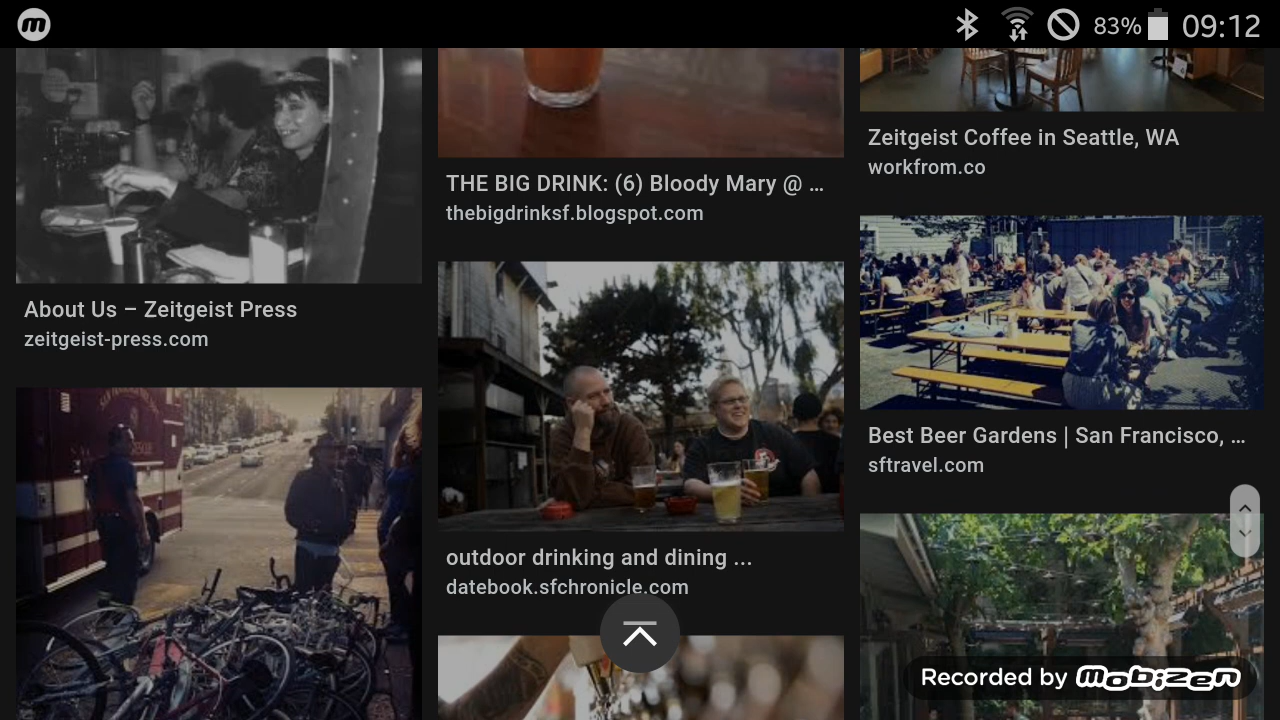 83% 09:12
About Us – Zeitgeist Press
zeitgeist-press.com
THE BIG DRINK: (6) Bloody Mary @ ...
thebigdrinksf.blogspot.com
outdoor drinking and dining ...
datebook.sfchronicle.com
Zeitgeist Coffee in Seattle, WA
workfrom.co
Best Beer Gardens | San Francisco, ...
sftravel.com
Recorded by mobizen